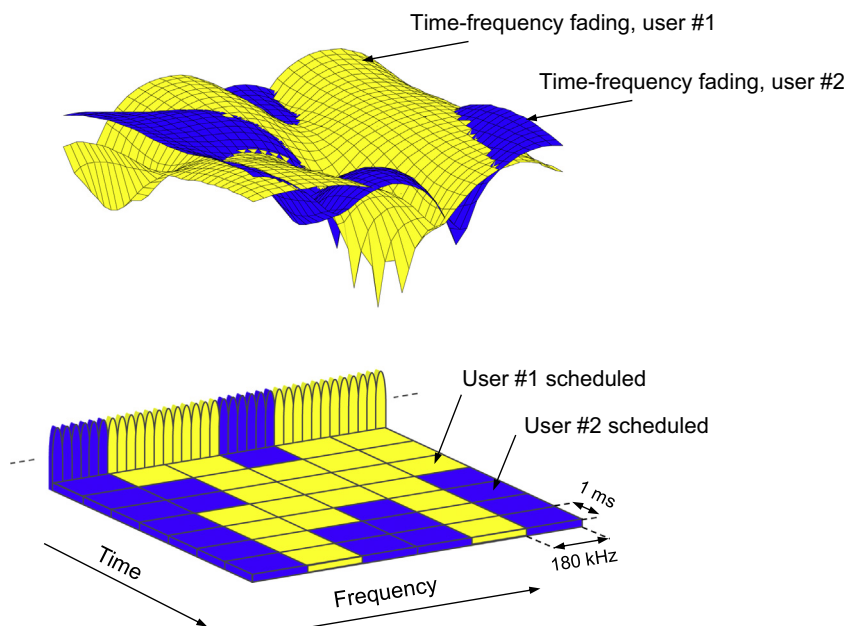 Time-frequency fading, user #1
Time-frequency fading, user #2
User #1 scheduled
User #2 scheduled
1 ms
180 kHz
Time
Frequency